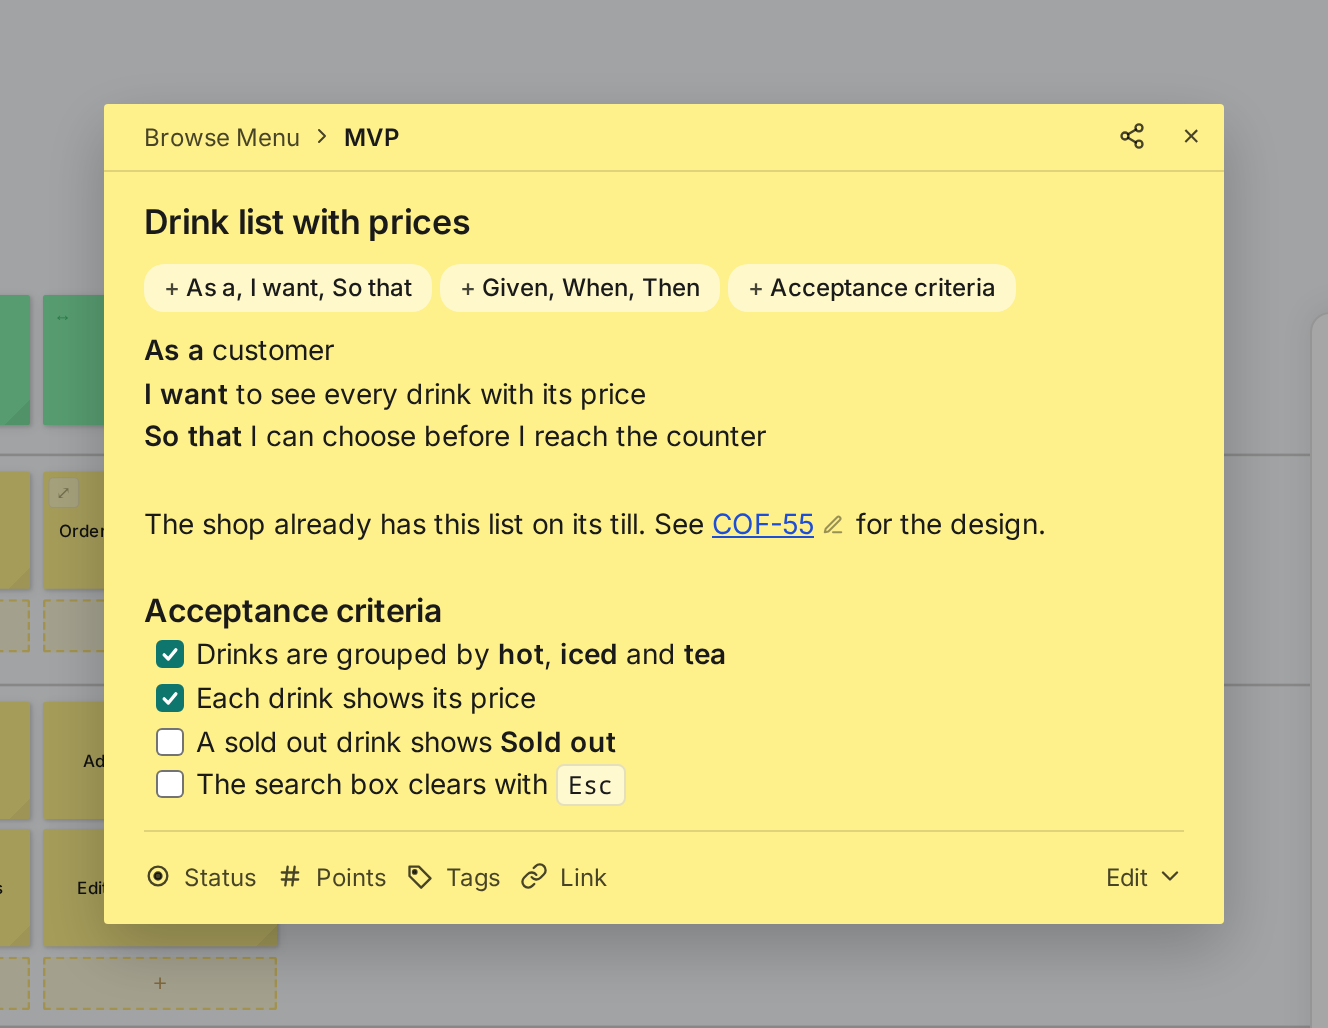 Browse Menu > MVP
Drink list with prices
+ As a, I want, So that + Given, When, Then + Acceptance criteria
As a customer
I want to see every drink with its price
So that I can choose before I reach the counter
The shop already has this list on its till. See COF-55 for the design.
Acceptance criteria
Drinks are grouped by hot, iced and tea
Each drink shows its price
A sold out drink shows Sold out
The search box clears with Esc
Status # Points Tags Link Edit
Order
Ad
s
Edit
+